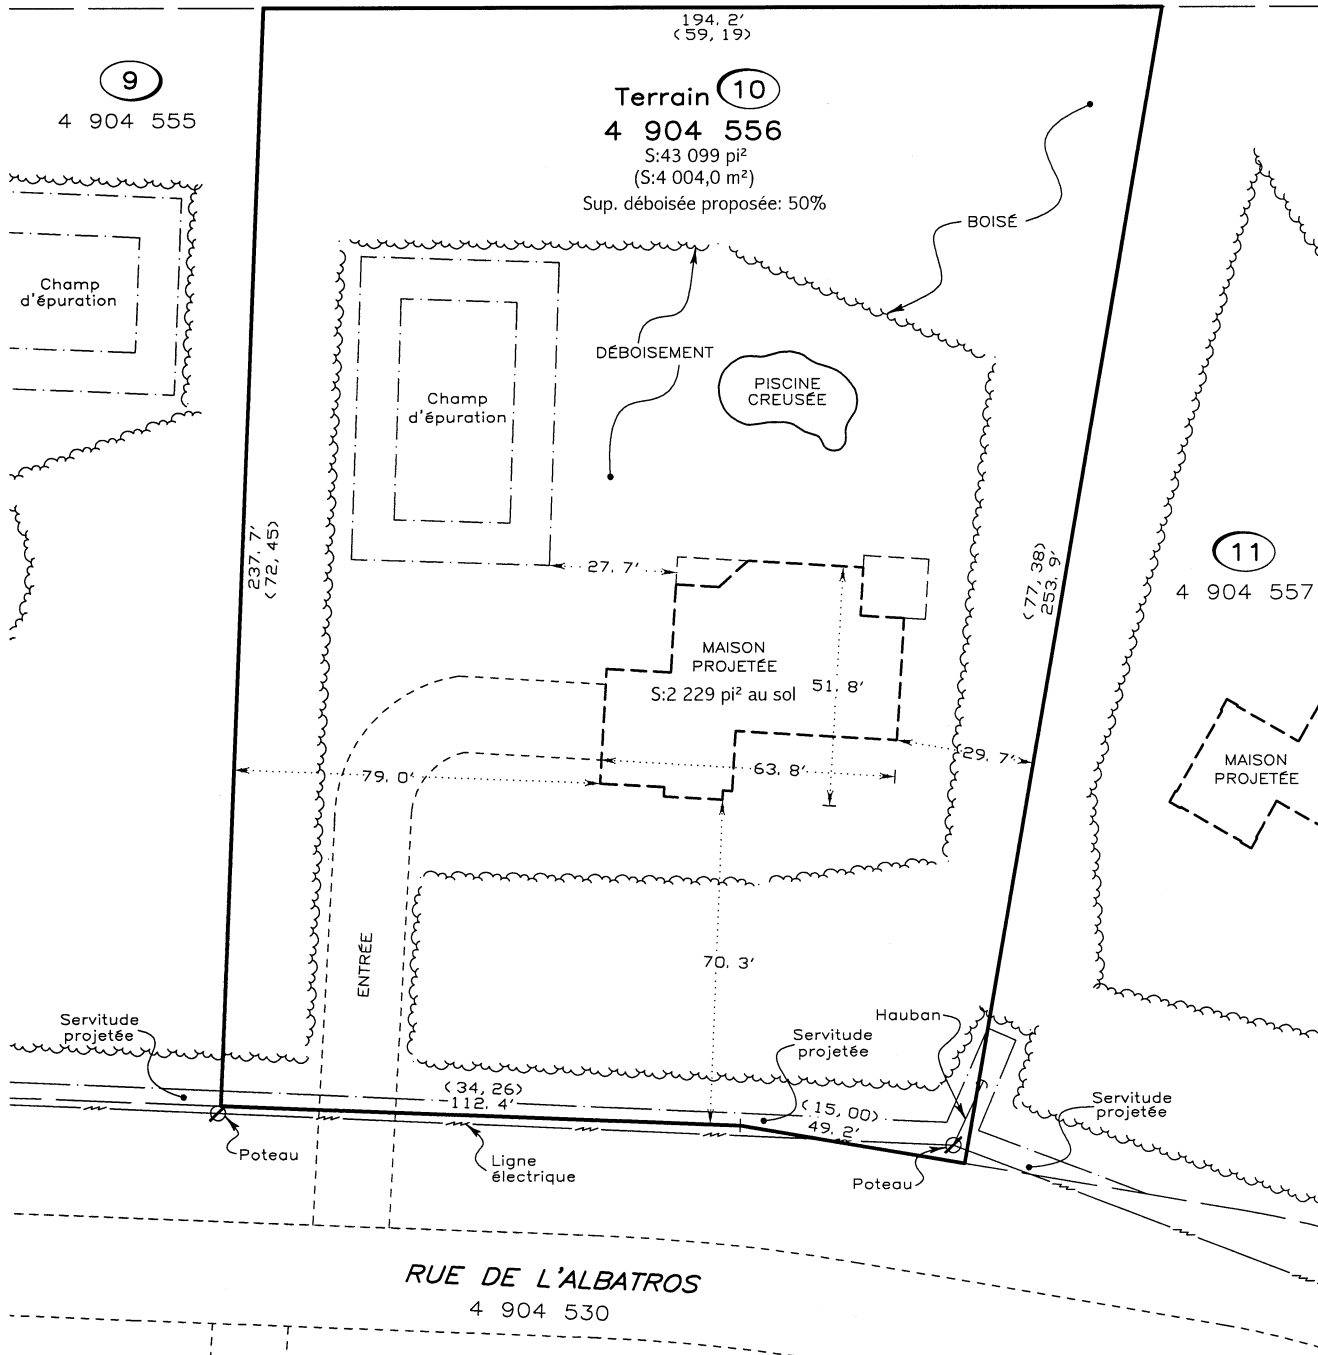 194. 2'
(59, 19)
9
4 904 555
Terrain 10
4 904 556
S:43 099 pi²
(S:4 004,0 m²)
Sup. déboisée proposée: 50%
BOISÉ
Champ
d'épuration
DÉBOISEMENT
PISCINE
CREUSÉE
Champ
d'épuration
237. 7'
(72, 45)
27. 7'
(77, 38)
253. 9'
11
4 904 557
MAISON
PROJETÉE
S:2 229 pi² au sol
51. 8'
29. 7'
63. 8'
79. 0'
MAISON
PROJETÉE
ENTRÉE
70. 3'
Servitude
projetée
Hauban
Servitude
projetée
(34, 26)
112. 4'
(15, 00)
49. 2'
Servitude
projetée
Poteau
Ligne
électrique
Poteau
RUE DE L'ALBATROS
4 904 530